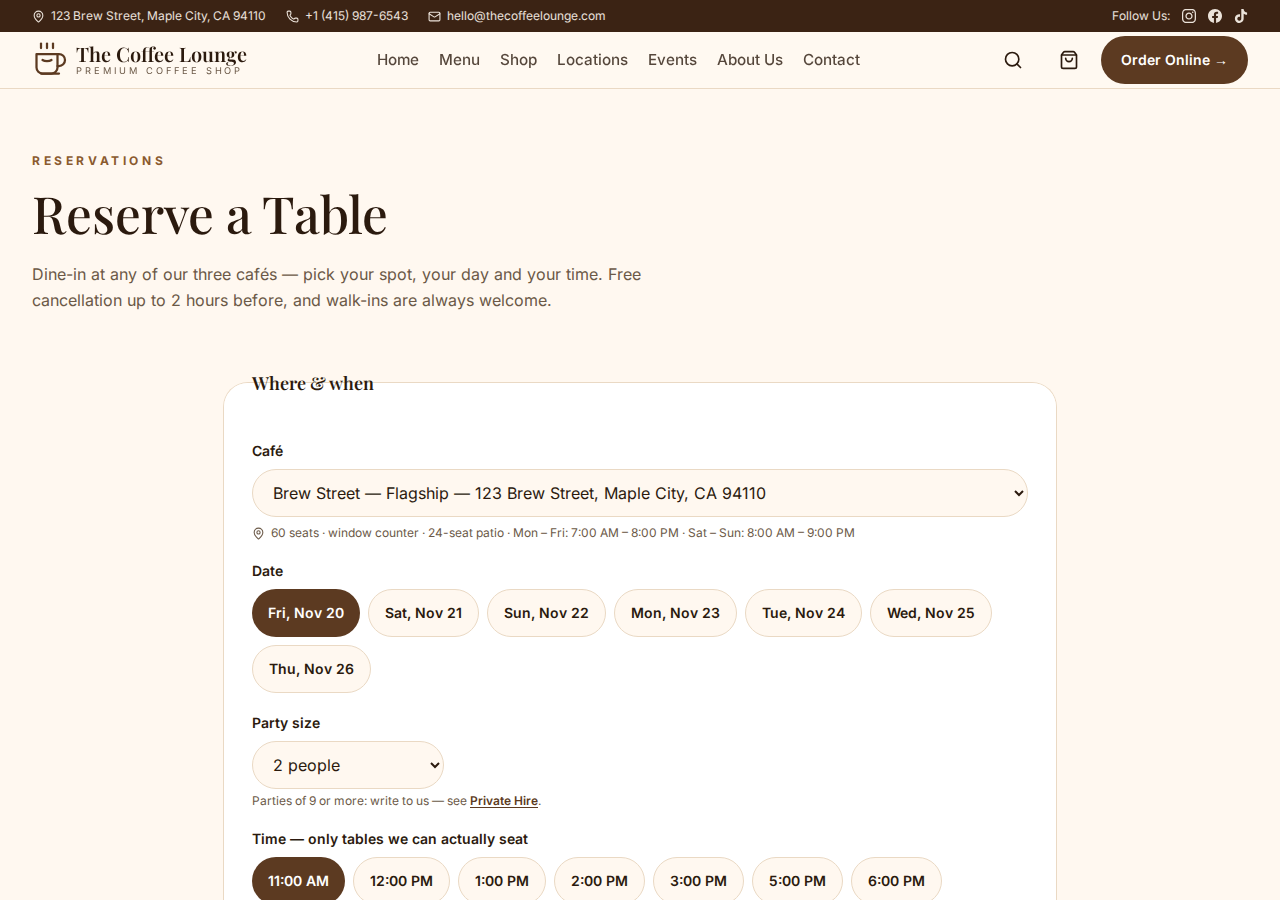 123 Brew Street, Maple City, CA 94110 +1 (415) 987-6543 hello@thecoffeelounge.com Follow Us:
The Coffee Lounge
PREMIUM COFFEE SHOP
Home Menu Shop Locations Events About Us Contact Order Online →
RESERVATIONS
Reserve a Table
Dine-in at any of our three cafés — pick your spot, your day and your time. Free
cancellation up to 2 hours before, and walk-ins are always welcome.
Where & when
Café
Brew Street — Flagship — 123 Brew Street, Maple City, CA 94110
60 seats · window counter · 24-seat patio · Mon – Fri: 7:00 AM – 8:00 PM · Sat – Sun: 8:00 AM – 9:00 PM
Date
Fri, Nov 20 Sat, Nov 21 Sun, Nov 22 Mon, Nov 23 Tue, Nov 24 Wed, Nov 25
Thu, Nov 26
Party size
2 people
Parties of 9 or more: write to us — see Private Hire.
Time — only tables we can actually seat
11:00 AM 12:00 PM 1:00 PM 2:00 PM 3:00 PM 5:00 PM 6:00 PM